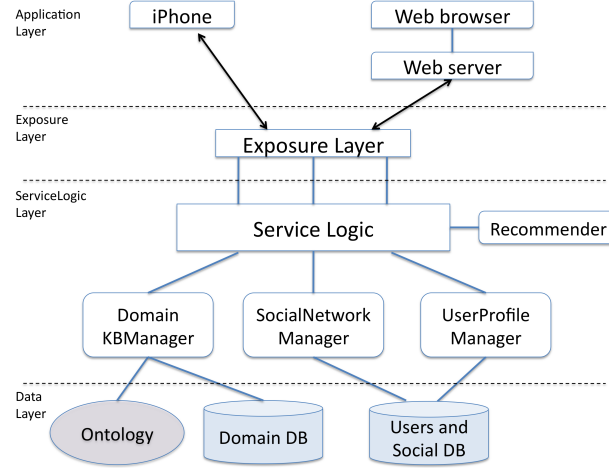 Application
Layer
iPhone
Web browser
Web server
Exposure
Layer
Exposure Layer
ServiceLogic
Layer
Service Logic
Recommender
Domain
KBManager
SocialNetwork
Manager
UserProfile
Manager
Data
Layer
Ontology
Domain DB
Users and
Social DB